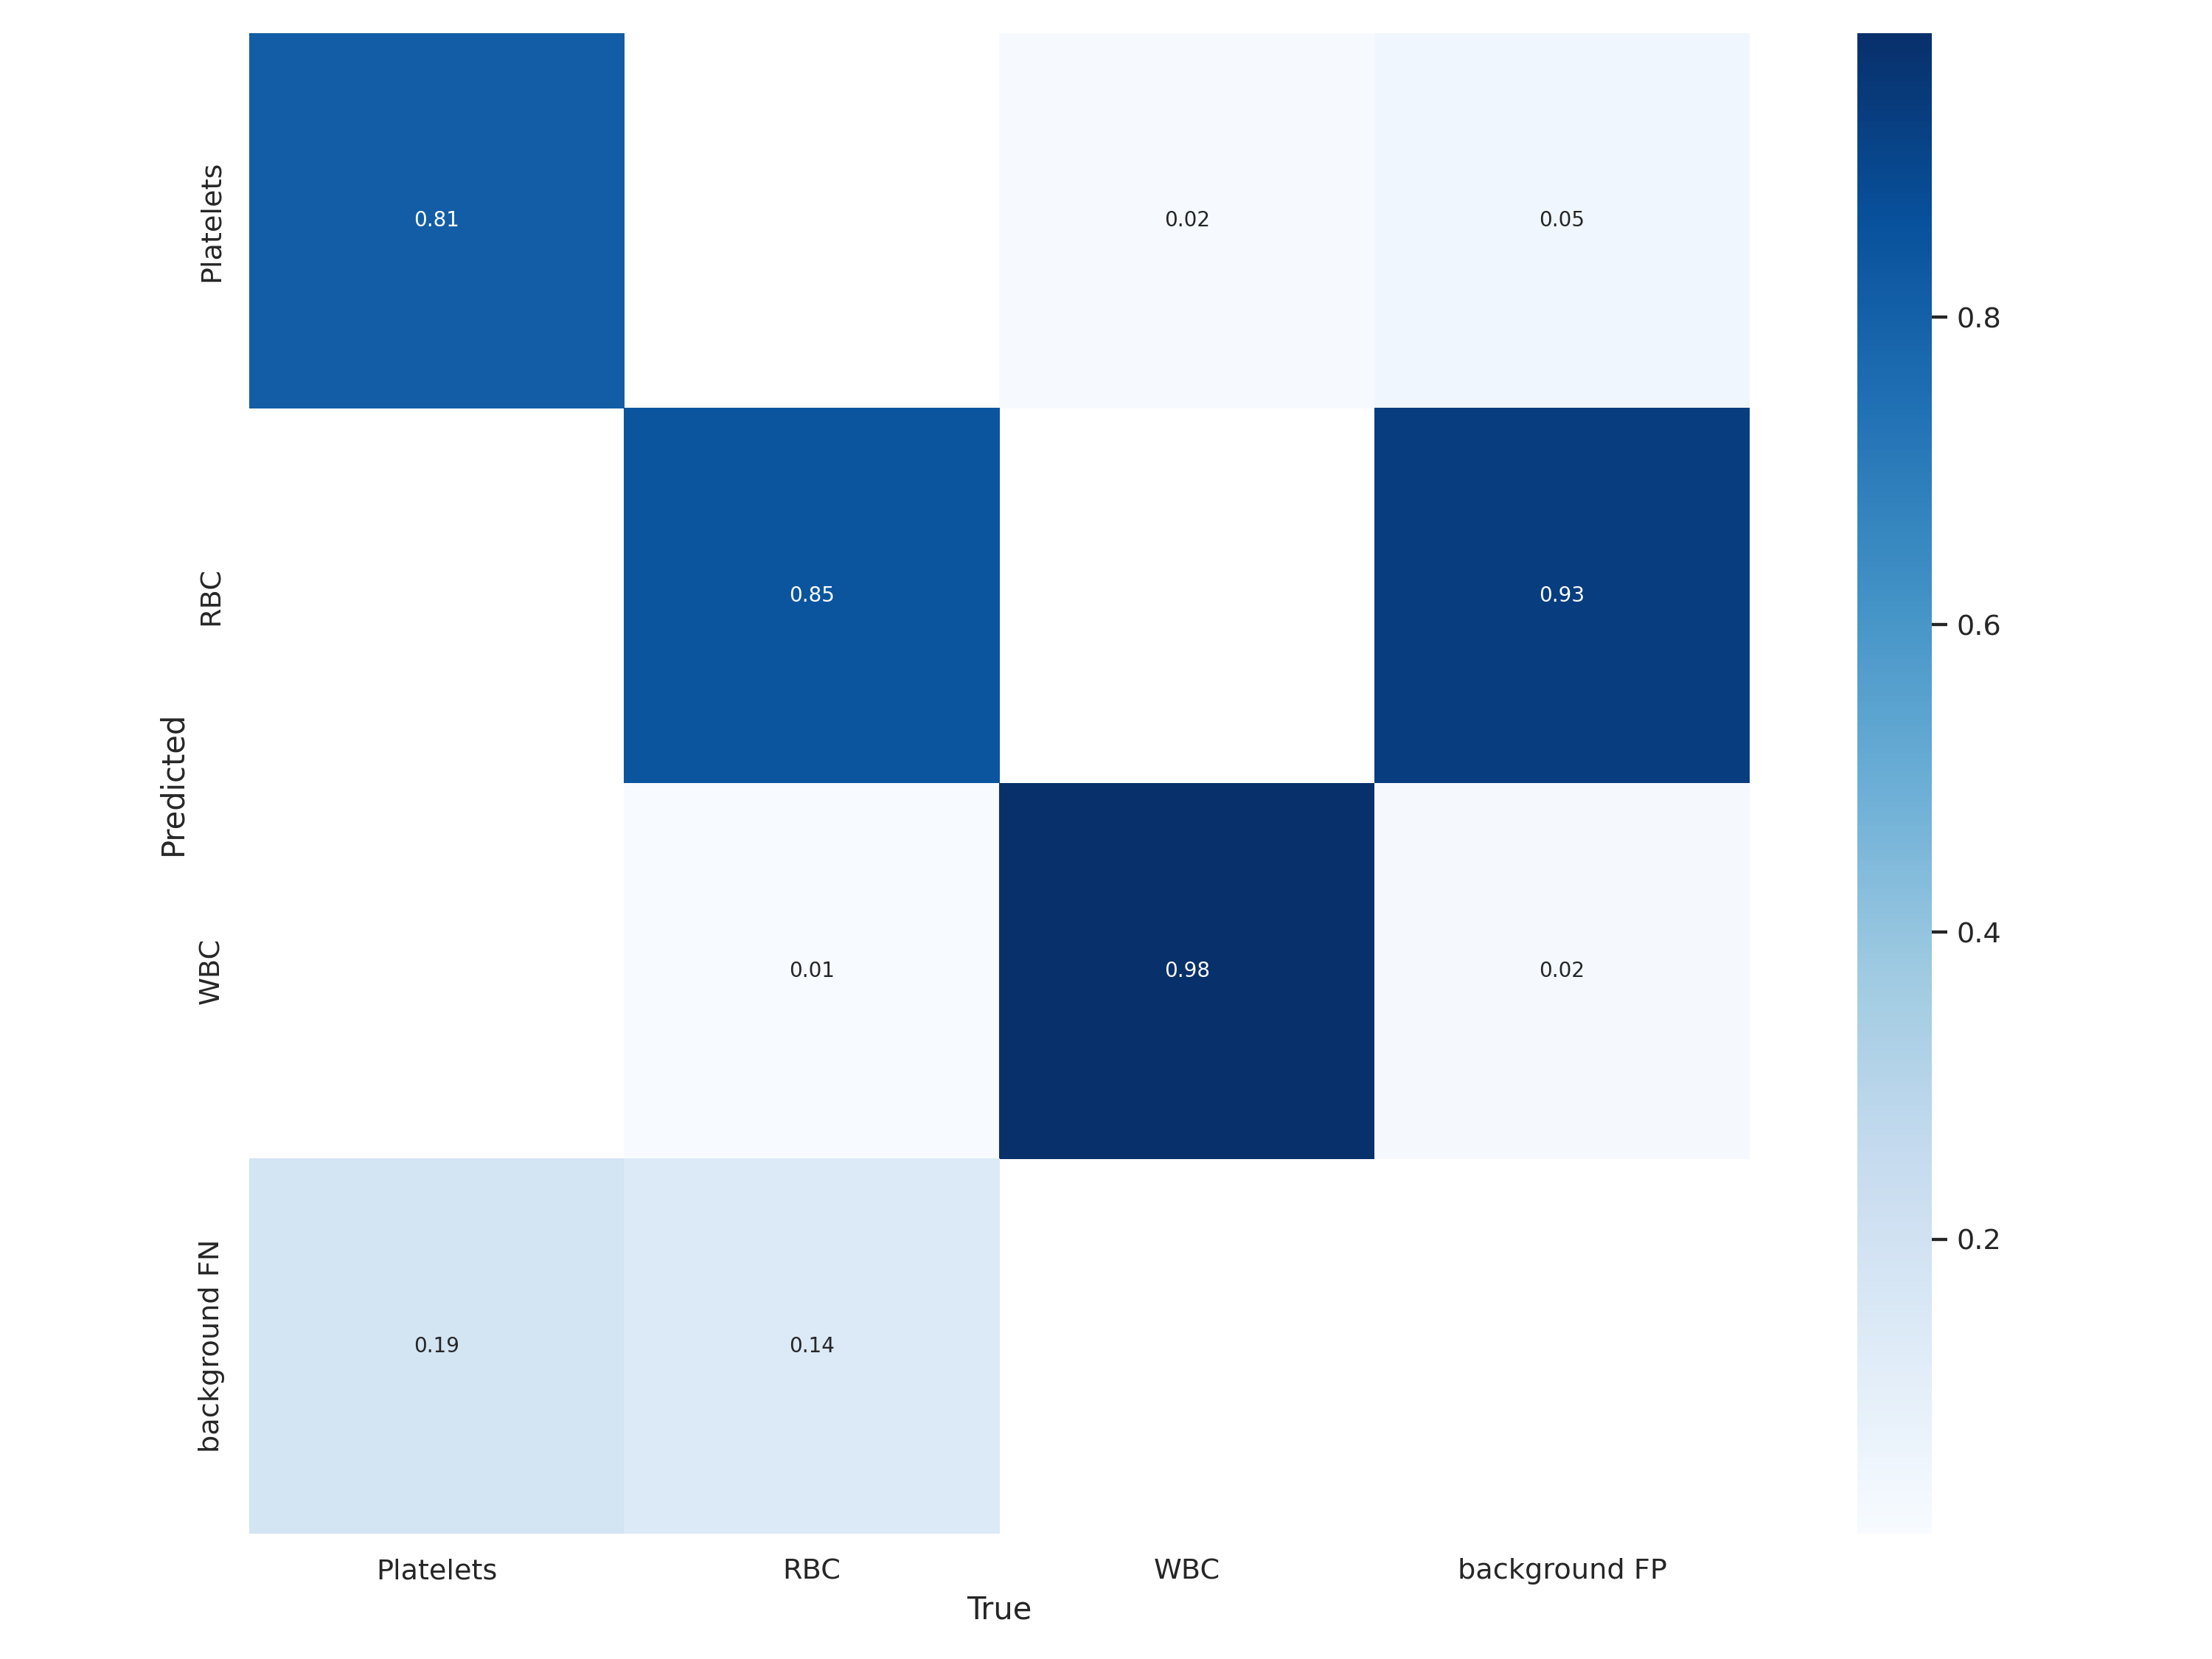 Platelets
0.81
0.02
0.05
0.8
RBC
0.85
0.93
0.6
Predicted
WBC
0.01
0.98
0.02
0.4
background FN
0.19
0.14
0.2
Platelets
RBC
WBC
background FP
True